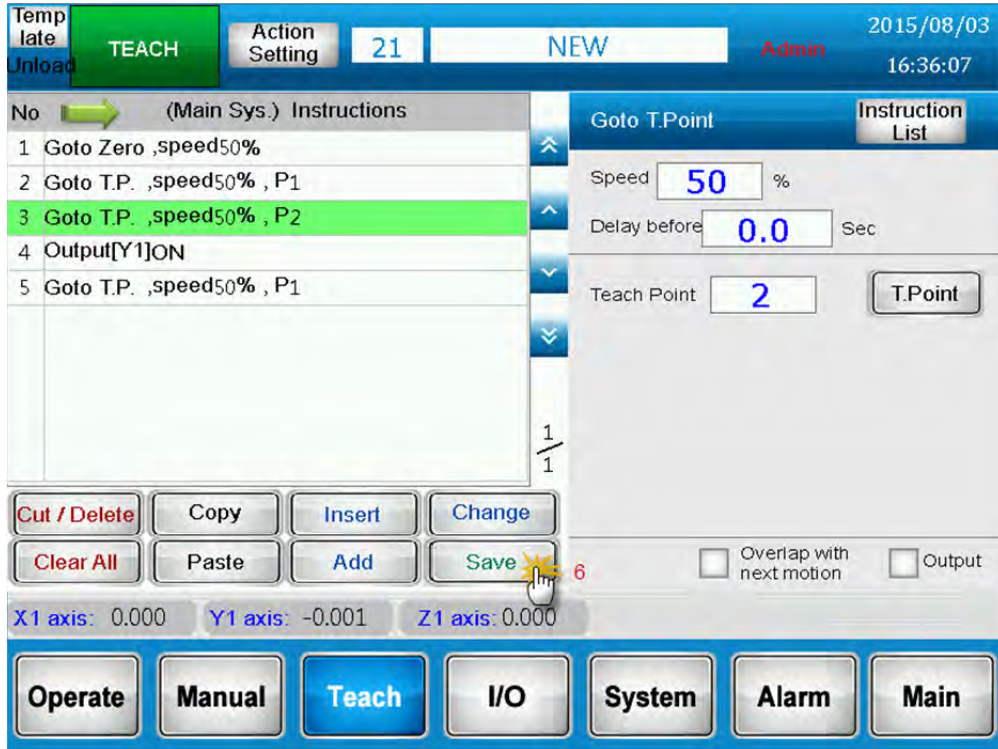 Temp
late
Unload
TEACH
Action
Setting
21
NEW
Admin
2015/08/03
16:36:07
No (Main Sys.) Instructions
1 Goto Zero ,speed50%
2 Goto T.P. ,speed50% , P1
3 Goto T.P. ,speed50% , P2
4 Output[Y1]ON
5 Goto T.P. ,speed50% , P1
1
1
Goto T.Point
Instruction
List
Speed 50 %
Delay before 0.0 Sec
Teach Point 2 T.Point
Cut / Delete Copy Insert Change
Clear All Paste Add Save 6
Overlap with
next motion
Output
X1 axis: 0.000 Y1 axis: -0.001 Z1 axis: 0.000
Operate Manual Teach I/O System Alarm Main